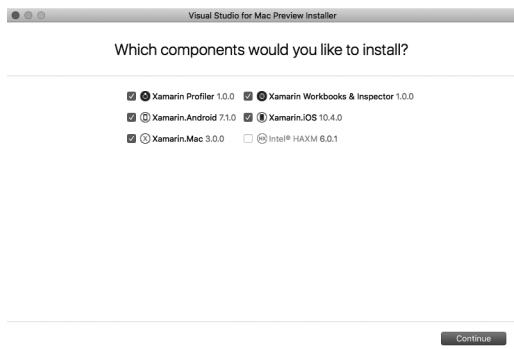 Visual Studio for Mac Preview Installer
Which components would you like to install?
Xamarin Profiler 1.0.0 Xamarin Workbooks & Inspector 1.0.0
Xamarin.Android 7.1.0 Xamarin.iOS 10.4.0
Xamarin.Mac 3.0.0 Intel® HAXM 6.0.1
Continue